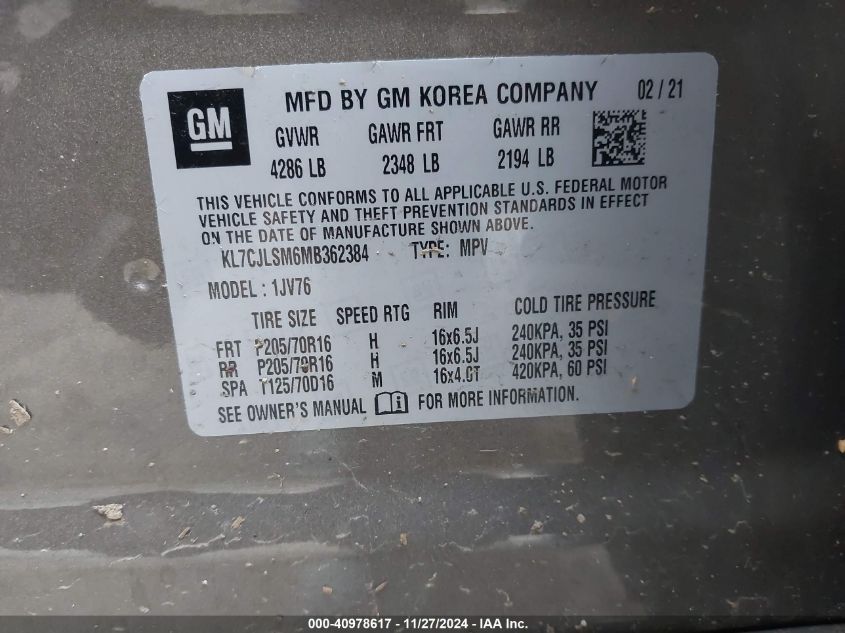 GM
MFD BY GM KOREA COMPANY 02 / 21
GVWR GAWR FRT GAWR RR
4286 LB 2348 LB 2194 LB
THIS VEHICLE CONFORMS TO ALL APPLICABLE U.S. FEDERAL MOTOR
VEHICLE SAFETY AND THEFT PREVENTION STANDARDS IN EFFECT
ON THE DATE OF MANUFACTURE SHOWN ABOVE.
KL7CJLSM6MB362384 TYPE: MPV
MODEL : 1JV76
TIRE SIZE SPEED RTG RIM COLD TIRE PRESSURE
FRT P205/70R16 H 16x6.5J 240KPA, 35 PSI
RR P205/70R16 H 16x6.5J 240KPA, 35 PSI
SPA T125/70D16 M 16x4.0T 420KPA, 60 PSI
SEE OWNER'S MANUAL FOR MORE INFORMATION.
000-40978617 - 11/27/2024 - IAA Inc.